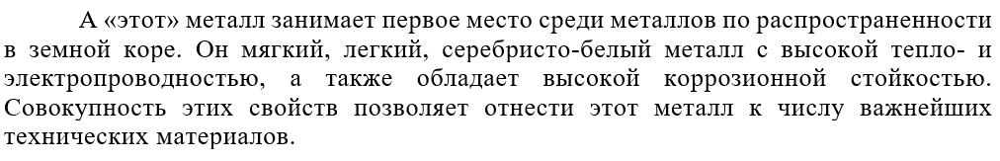 А «этот» металл занимает первое место среди металлов по распространенности
в земной коре. Он мягкий, легкий, серебристо-белый металл с высокой тепло- и
электропроводностью, а также обладает высокой коррозионной стойкостью.
Совокупность этих свойств позволяет отнести этот металл к числу важнейших
технических материалов.